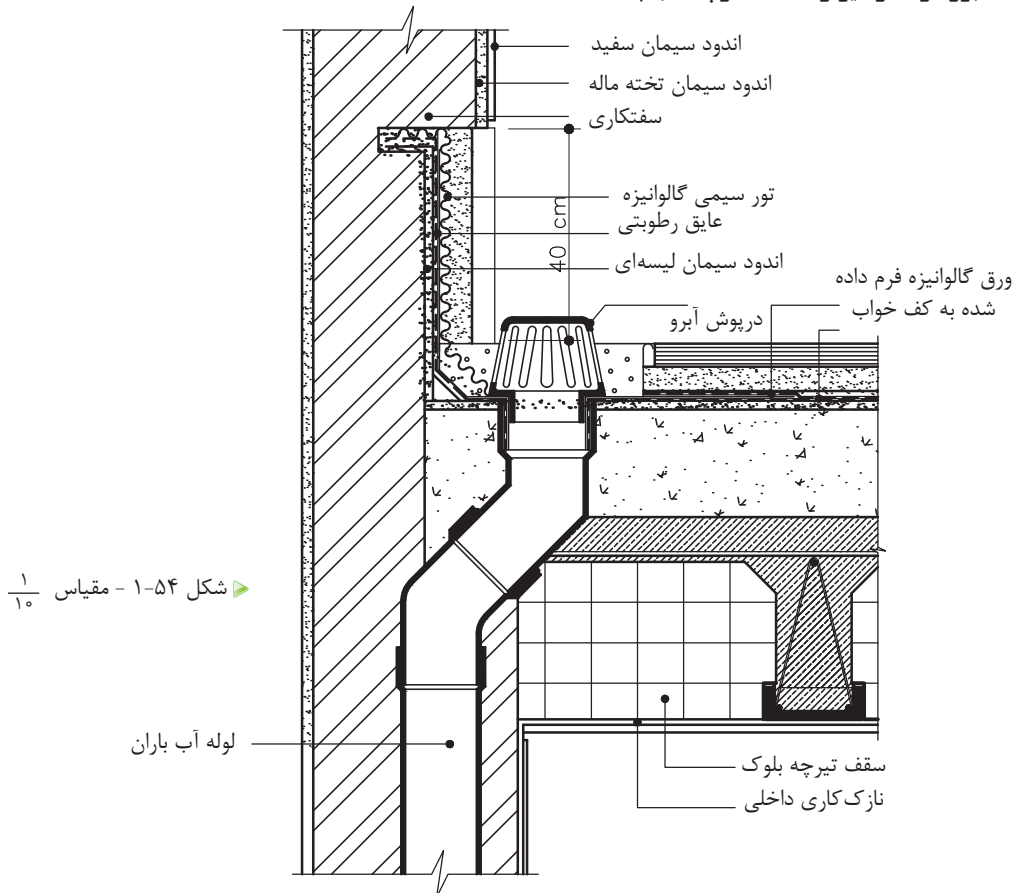 اندود سیمان سفید
اندود سیمان تخته ماله
سفتکاری
تور سیمی گالوانیزه
عایق رطوبتی
40 cm
اندود سیمان لیسه‌ای
ورق گالوانیزه فرم داده
شده به کف خواب
درپوش آبرو
شکل ۵۴-۱ - مقیاس ۱/۱۰
لوله آب باران
سقف تیرچه بلوک
نازک‌کاری داخلی